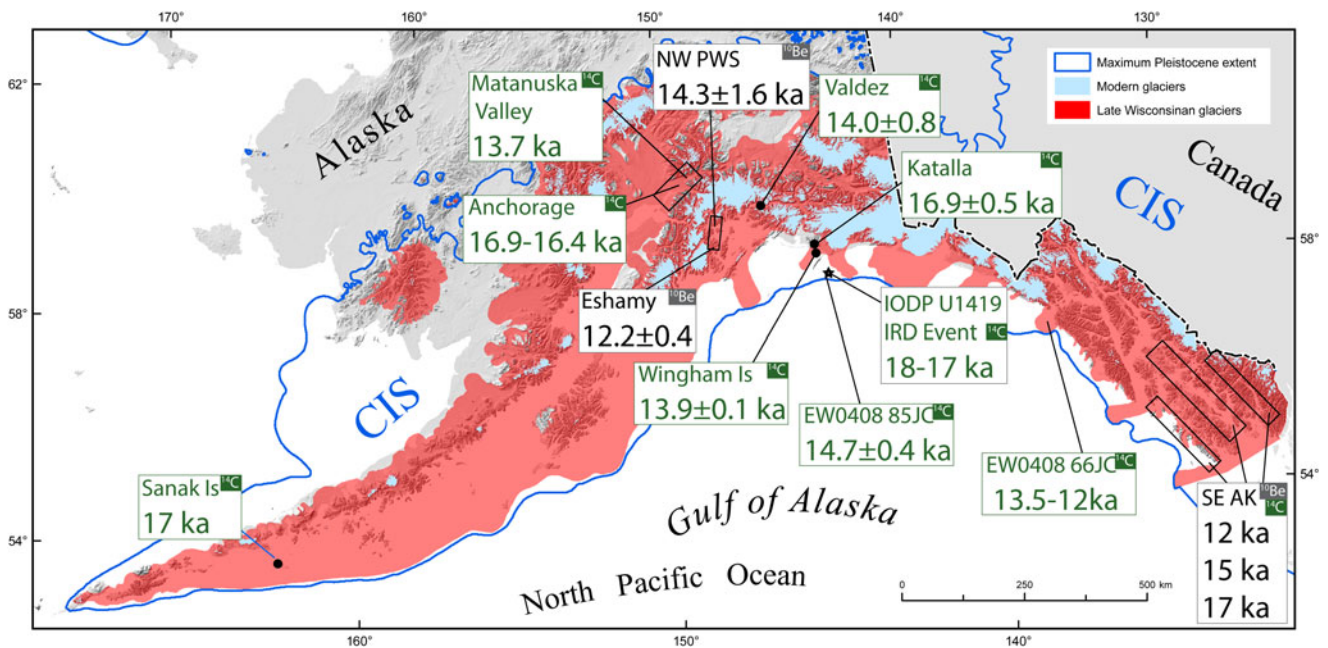 170°
160°
150°
140°
130°
62°
58°
54°
Maximum Pleistocene extent
Modern glaciers
Late Wisconsinan glaciers
Alaska
Canada
CIS
CIS
Matanuska 14C
Valley
13.7 ka
NW PWS 10Be
14.3±1.6 ka
Valdez 14C
14.0±0.8
Katalla 14C
16.9±0.5 ka
Anchorage 14C
16.9-16.4 ka
Eshamy 10Be
12.2±0.4
IODP U1419
IRD Event 14C
18-17 ka
Wingham Is 14C
13.9±0.1 ka
EW0408 85JC 14C
14.7±0.4 ka
EW0408 66JC 14C
13.5-12ka
Sanak Is 14C
17 ka
SE AK 10Be
14C
12 ka
15 ka
17 ka
Gulf of Alaska
North Pacific Ocean
0 250 500 km
58°
54°
160°
150°
140°